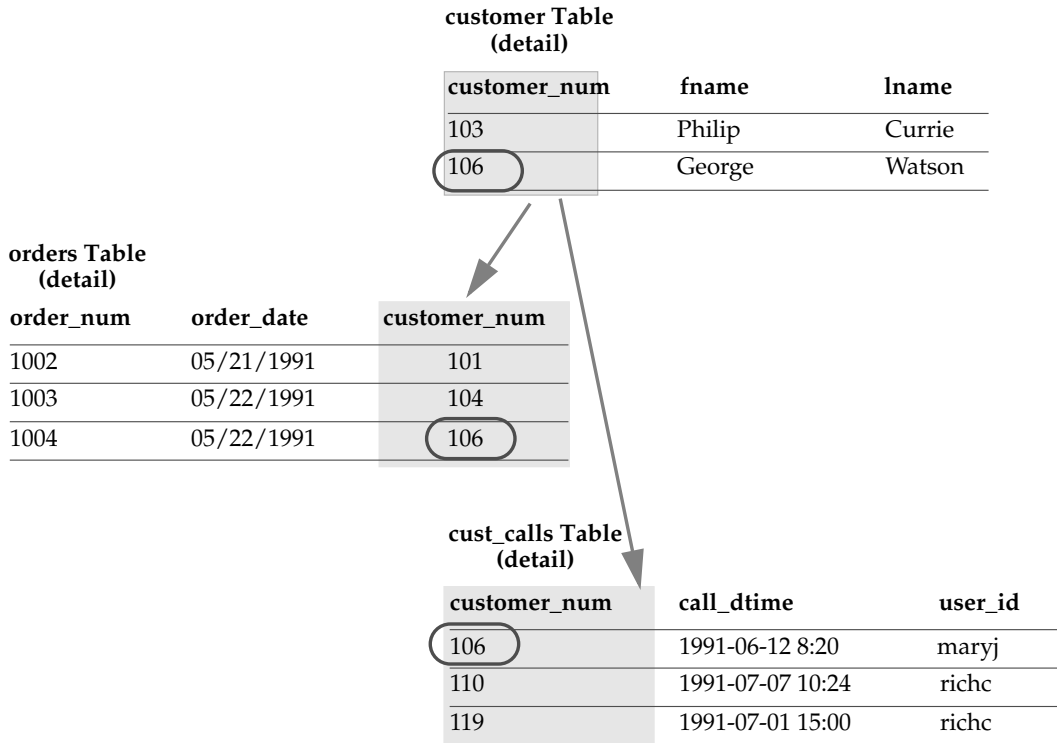 customer Table
(detail)
customer_num fname lname
103 Philip Currie
106 George Watson
orders Table
(detail)
order_num order_date customer_num
1002 05/21/1991 101
1003 05/22/1991 104
1004 05/22/1991 106
cust_calls Table
(detail)
customer_num call_dtime user_id
106 1991-06-12 8:20 maryj
110 1991-07-07 10:24 richc
119 1991-07-01 15:00 richc